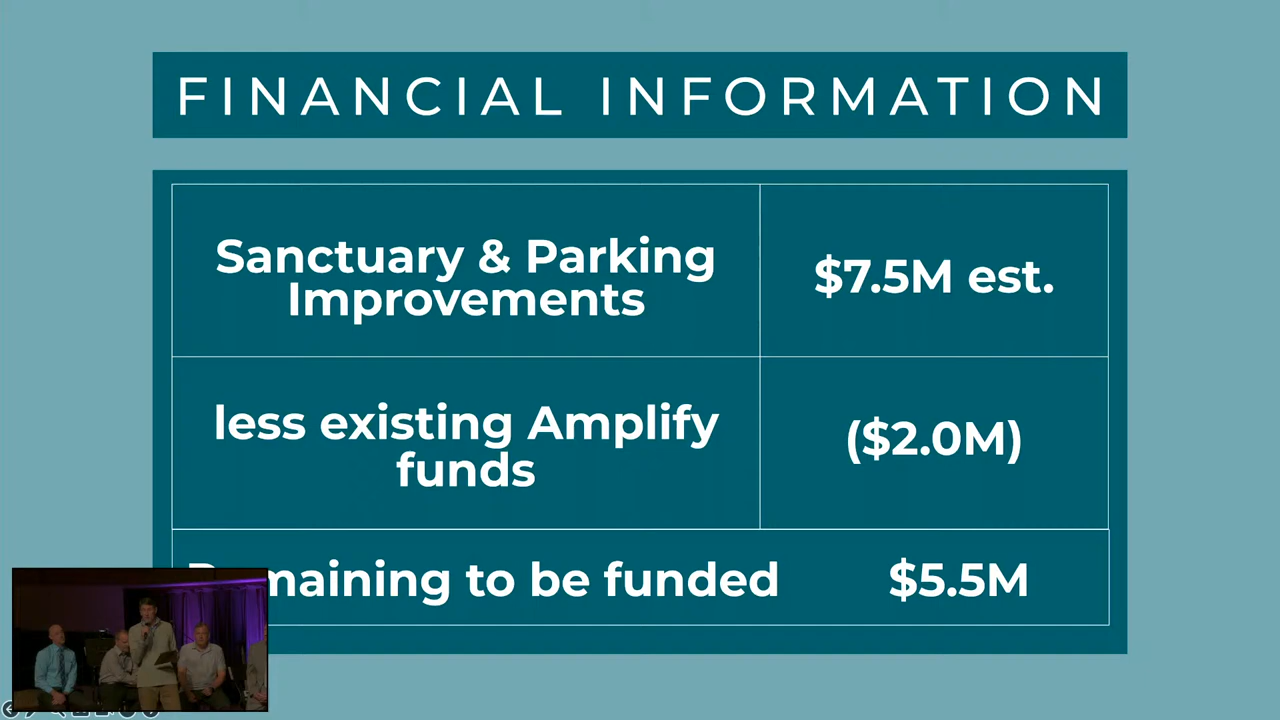 FINANCIAL INFORMATION
Sanctuary & Parking
Improvements
$7.5M est.
less existing Amplify
funds
($2.0M)
Remaining to be funded
$5.5M